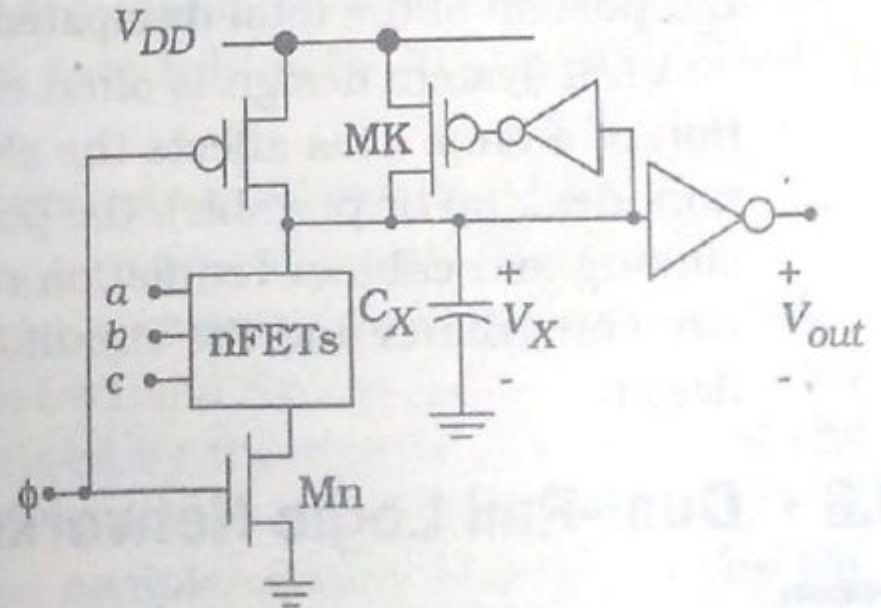 V_DD
MK
a
b
c
nFETs
C_X
+
V_X
-
+
V_out
-
ϕ
Mn